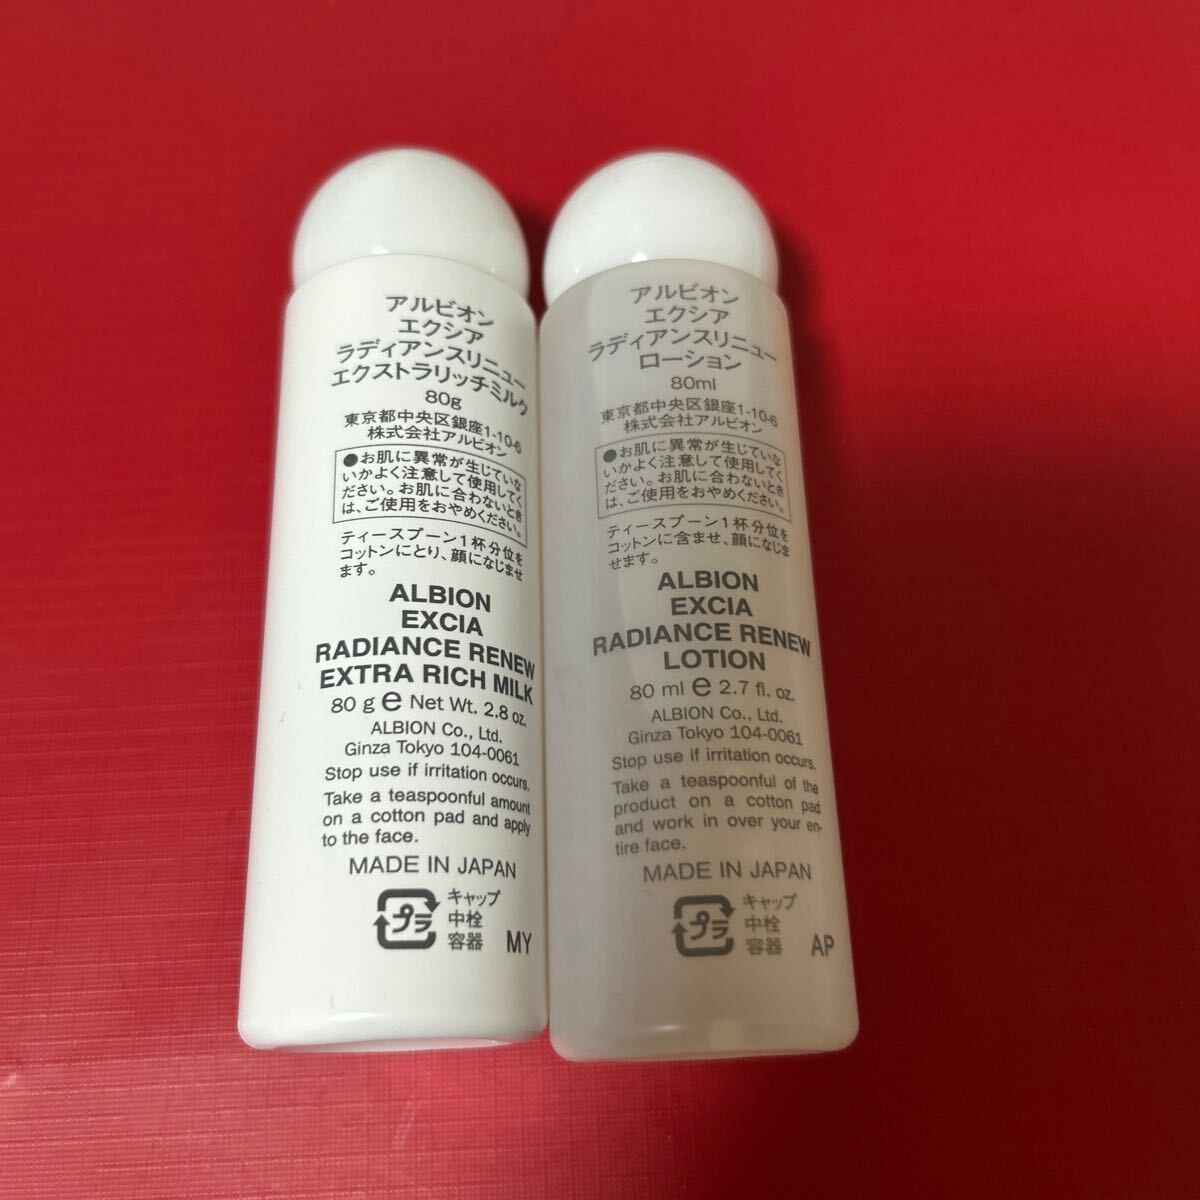 アルビオン
エクシア
ラディアンスリニュー
エクストラリッチミルク
80g
東京都中央区銀座1-10-6
株式会社アルビオン
●お肌に異常が生じていな
いかよく注意して使用してく
ださい。お肌に合わないとき
は、ご使用をおやめください。
ティースプーン1杯分位を
コットンにとり、顔になじませ
ます。
ALBION
EXCIA
RADIANCE RENEW
EXTRA RICH MILK
80 g e Net Wt. 2.8 oz.
ALBION Co., Ltd.
Ginza Tokyo 104-0061
Stop use if irritation occurs.
Take a teaspoonful amount
on a cotton pad and apply
to the face.
MADE IN JAPAN
プラ
キャップ
中栓
容器
MY
アルビオン
エクシア
ラディアンスリニュー
ローション
80ml
東京都中央区銀座1-10-6
株式会社アルビオン
●お肌に異常が生じていな
いかよく注意して使用してく
ださい。お肌に合わないとき
は、ご使用をおやめください。
ティースプーン1杯分位を
コットンに含ませ、顔になじま
せます。
ALBION
EXCIA
RADIANCE RENEW
LOTION
80 ml e 2.7 fl. oz.
ALBION Co., Ltd.
Ginza Tokyo 104-0061
Stop use if irritation occurs.
Take a teaspoonful of the
product on a cotton pad
and work in over your en-
tire face.
MADE IN JAPAN
プラ
キャップ
中栓
容器
AP